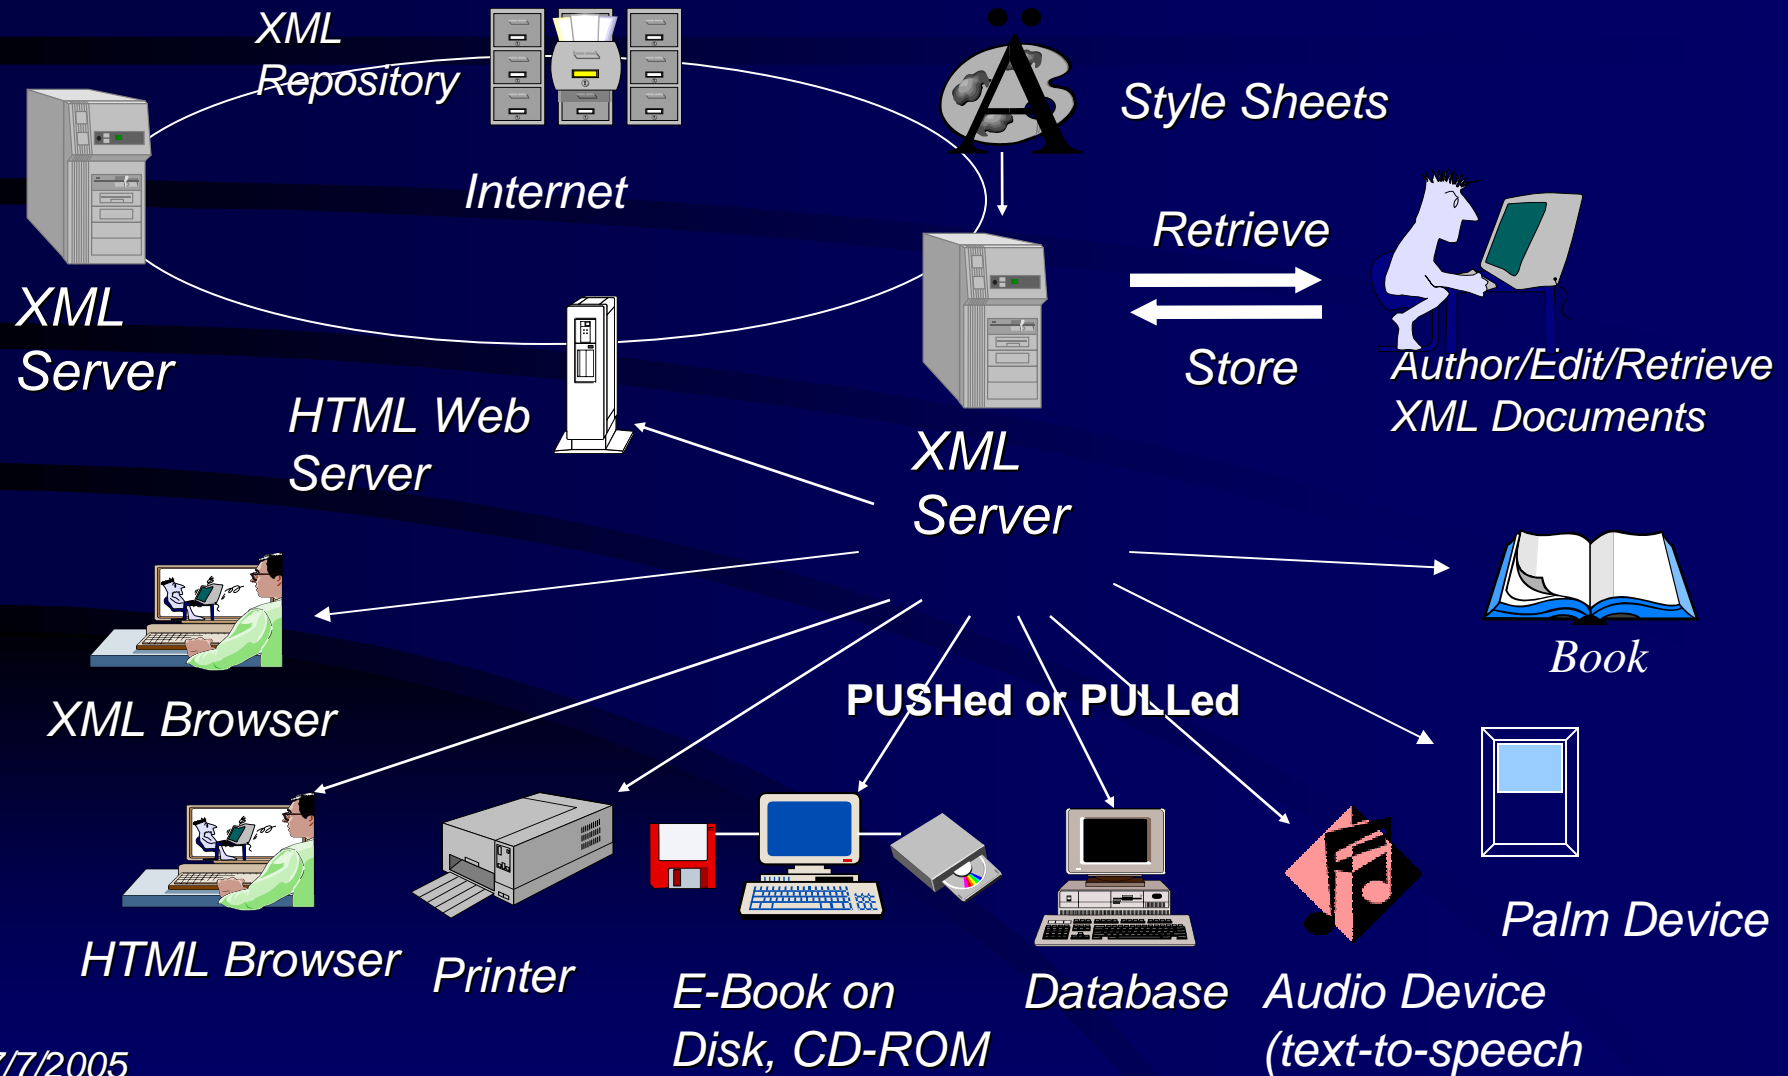 XML
Repository
Style Sheets
Internet
Retrieve
XML
Server
Store
Author/Edit/Retrieve
XML Documents
HTML Web
Server
XML
Server
Book
PUSHed or PULLed
XML Browser
Palm Device
HTML Browser
Printer
E-Book on
Disk, CD-ROM
Database
Audio Device
(text-to-speech
7/7/2005